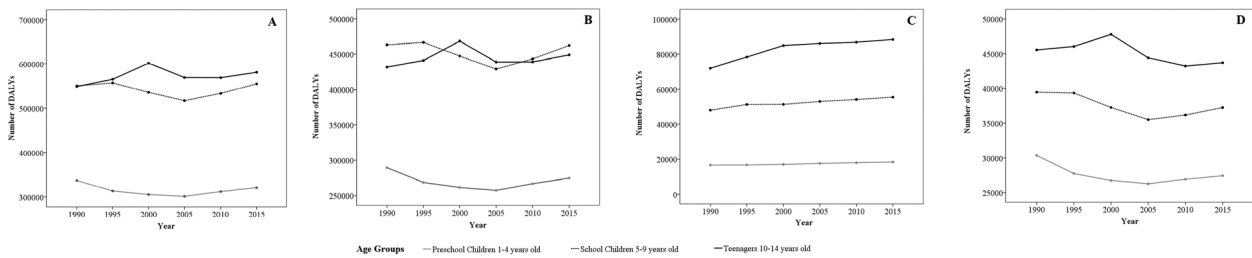 A
Number of DALYs
700000
600000
500000
400000
300000
1990 1995 2000 2005 2010 2015
Year
B
Number of DALYs
500000
450000
400000
350000
300000
250000
1990 1995 2000 2005 2010 2015
Year
C
Number of DALYs
100000
80000
60000
40000
20000
0
1990 1995 2000 2005 2010 2015
Year
D
Number of DALYs
50000
45000
40000
35000
30000
25000
1990 1995 2000 2005 2010 2015
Year
Age Groups Preschool Children 1-4 years old School Children 5-9 years old Teenagers 10-14 years old